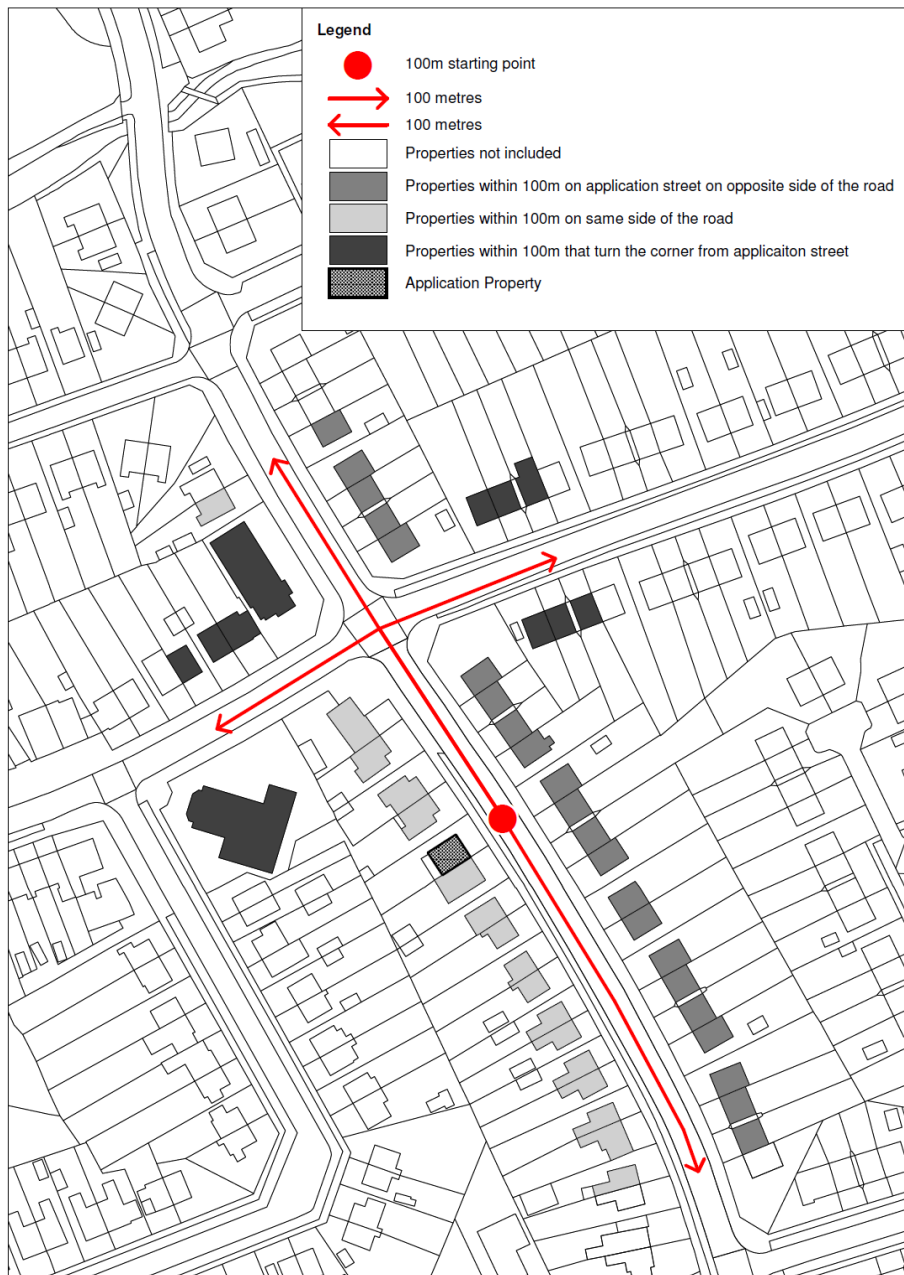 Legend
100m starting point
100 metres
100 metres
Properties not included
Properties within 100m on application street on opposite side of the road
Properties within 100m on same side of the road
Properties within 100m that turn the corner from applicaiton street
Application Property